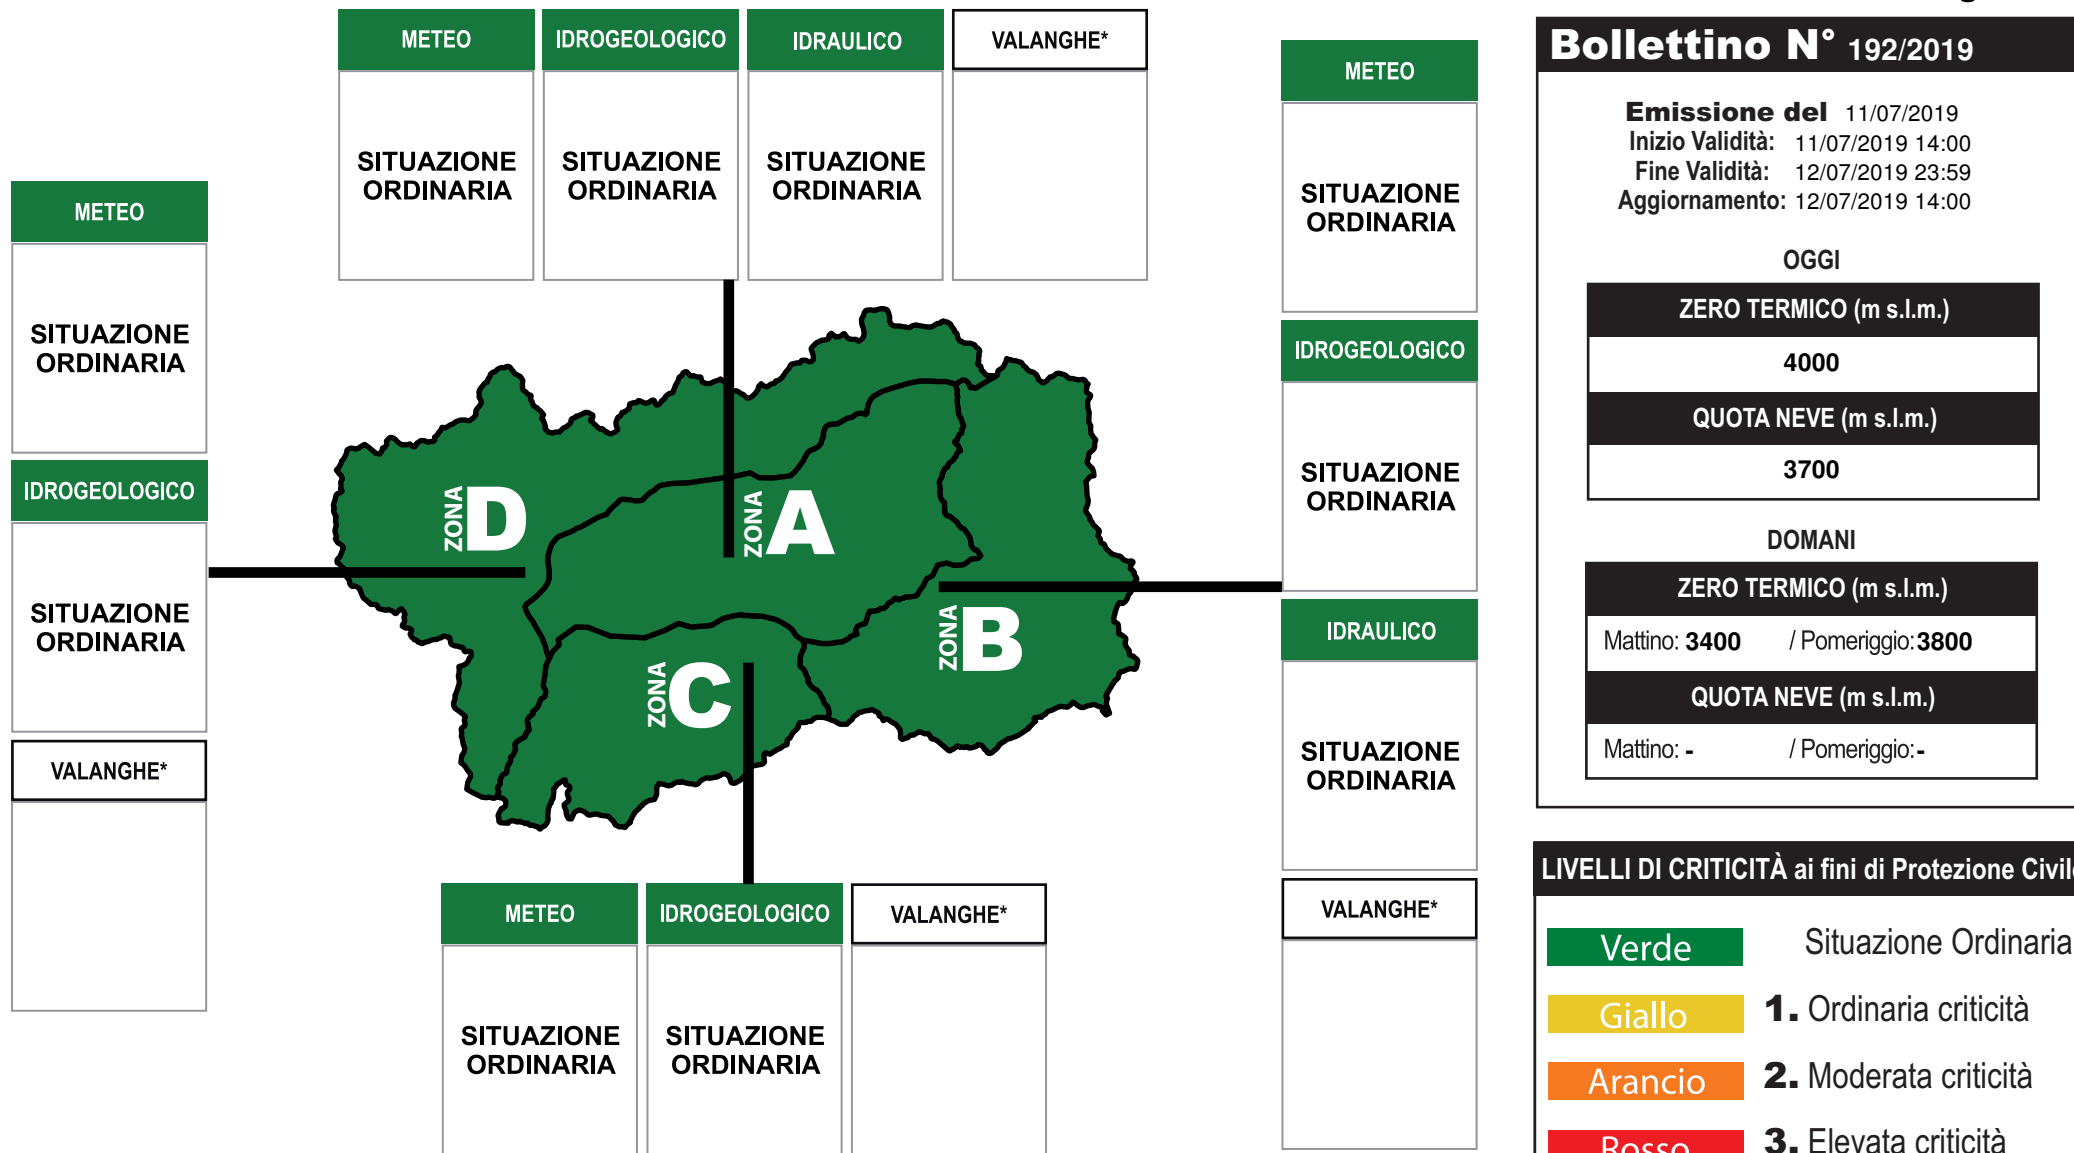 METEO
IDROGEOLOGICO
IDRAULICO
VALANGHE*
SITUAZIONE
ORDINARIA
SITUAZIONE
ORDINARIA
SITUAZIONE
ORDINARIA
METEO
SITUAZIONE
ORDINARIA
IDROGEOLOGICO
SITUAZIONE
ORDINARIA
VALANGHE*
ZONA D
ZONA A
ZONA B
ZONA C
METEO
SITUAZIONE
ORDINARIA
IDROGEOLOGICO
SITUAZIONE
ORDINARIA
IDRAULICO
SITUAZIONE
ORDINARIA
VALANGHE*
METEO
IDROGEOLOGICO
VALANGHE*
SITUAZIONE
ORDINARIA
SITUAZIONE
ORDINARIA
Bollettino N° 192/2019
Emissione del 11/07/2019
Inizio Validità: 11/07/2019 14:00
Fine Validità: 12/07/2019 23:59
Aggiornamento: 12/07/2019 14:00
OGGI
ZERO TERMICO (m s.l.m.)
4000
QUOTA NEVE (m s.l.m.)
3700
DOMANI
ZERO TERMICO (m s.l.m.)
Mattino: 3400 / Pomeriggio: 3800
QUOTA NEVE (m s.l.m.)
Mattino: - / Pomeriggio: -
LIVELLI DI CRITICITÀ ai fini di Protezione Civile
Verde Situazione Ordinaria
Giallo 1. Ordinaria criticità
Arancio 2. Moderata criticità
Rosso 3. Elevata criticità